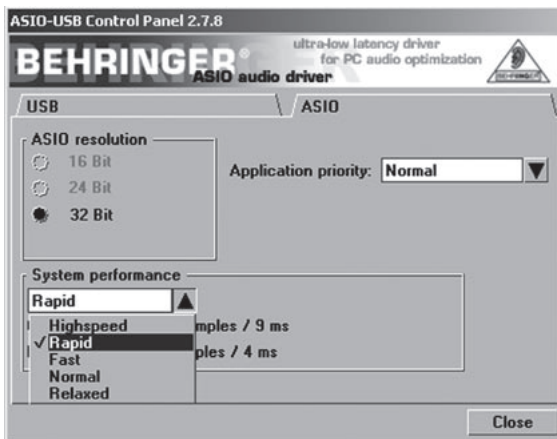 ASIO-USB Control Panel 2.7.8
BEHRINGER®
ultra-low latency driver
for PC audio optimization
ASIO audio driver
BEHRINGER
USB
ASIO
ASIO resolution
16 Bit
24 Bit
32 Bit
Application priority: Normal
System performance
Rapid
Highspeed
mples / 9 ms
Rapid
ples / 4 ms
Fast
Normal
Relaxed
Close